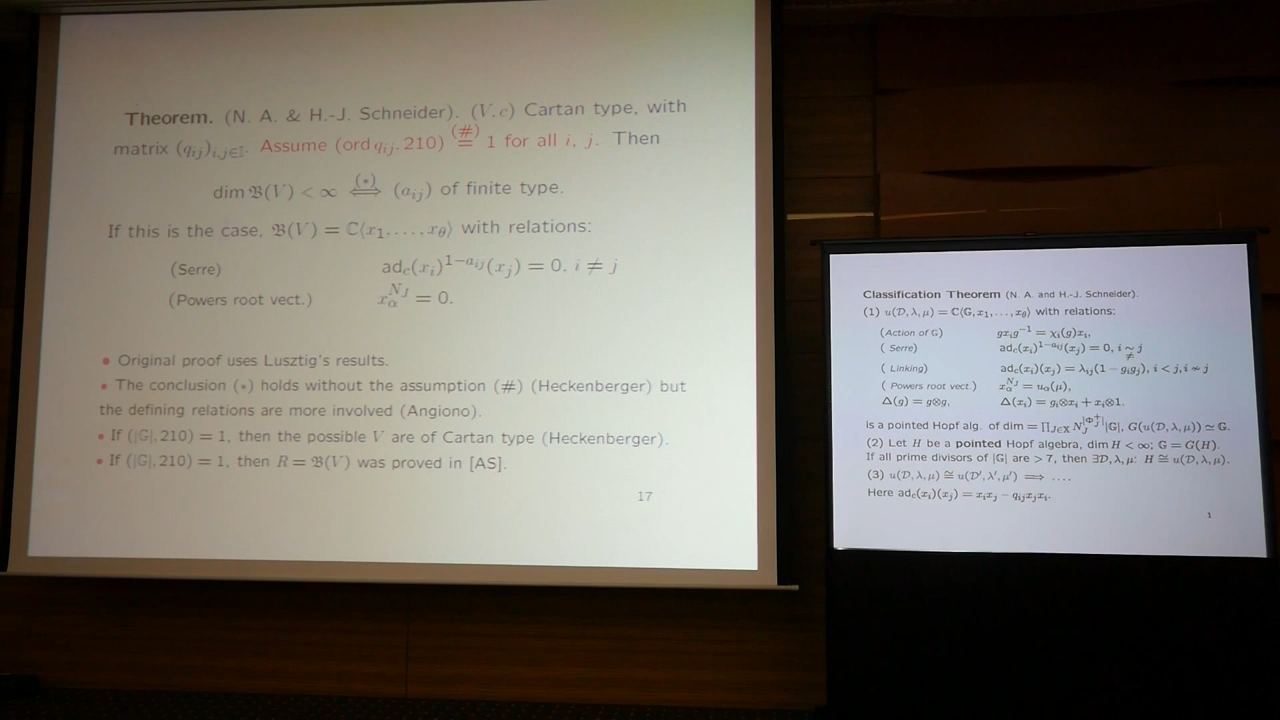 Theorem. (N. A. & H.-J. Schneider). (V, c) Cartan type, with
matrix (q_{ij})_{i,j∈𝕀}. Assume (ord q_{ij}, 210) \overset{(#)}{=} 1 for all i, j. Then
dim 𝔅(V) < ∞ \overset{(⋆)}{⟺} (a_{ij}) of finite type.
If this is the case, 𝔅(V) = ℂ⟨x_1, . . . , x_θ⟩ with relations:
(Serre) ad_c(x_i)^{1−a_{ij}}(x_j) = 0, i ≠ j
(Powers root vect.) x_α^{N_J} = 0.
• Original proof uses Lusztig's results.
• The conclusion (⋆) holds without the assumption (#) (Heckenberger) but
the defining relations are more involved (Angiono).
• If (|G|, 210) = 1, then the possible V are of Cartan type (Heckenberger).
• If (|G|, 210) = 1, then R = 𝔅(V) was proved in [AS].
17
Classification Theorem (N. A. and H.-J. Schneider).
(1) u(𝒟, λ, μ) = ℂ⟨G, x_1, . . . , x_θ⟩ with relations:
(Action of G) gx_ig^{−1} = χ_i(g)x_i,
( Serre) ad_c(x_i)^{1−a_{ij}}(x_j) = 0, i ∼ j
≠
( Linking) ad_c(x_i)(x_j) = λ_{ij}(1 − g_ig_j), i < j, i ≁ j
( Powers root vect.) x_α^{N_J} = u_α(μ),
Δ(g) = g⊗g, Δ(x_i) = g_i⊗x_i + x_i⊗1.
Is a pointed Hopf alg. of dim = ∏_{J∈𝒳} N_J^{|Φ_J^+|}|G|, G(u(𝒟, λ, μ)) ≃ G.
(2) Let H be a pointed Hopf algebra, dim H < ∞; G = G(H).
If all prime divisors of |G| are > 7, then ∃𝒟, λ, μ: H ≅ u(𝒟, λ, μ).
(3) u(𝒟, λ, μ) ≅ u(𝒟′, λ′, μ′) ⟹ . . . .
Here ad_c(x_i)(x_j) = x_ix_j − q_{ij}x_jx_i.
1